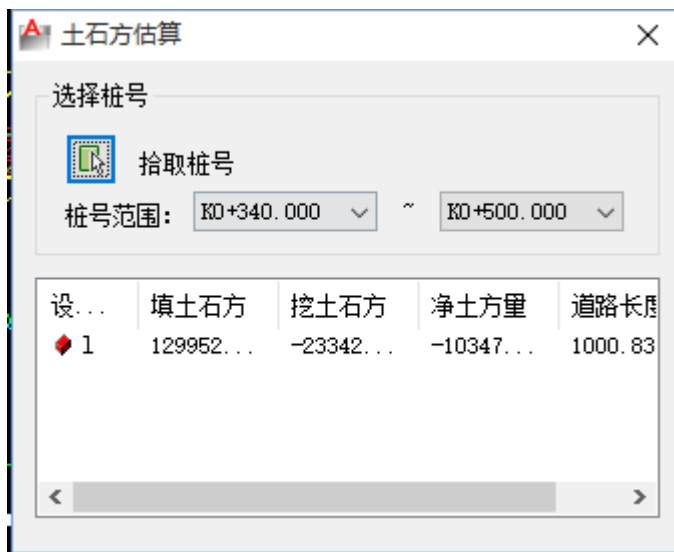 土石方估算
选择桩号
拾取桩号
桩号范围: K0+340.000 ~ K0+500.000
设... 填土石方 挖土石方 净土方量 道路长度
1 129952... -23342... -10347... 1000.83